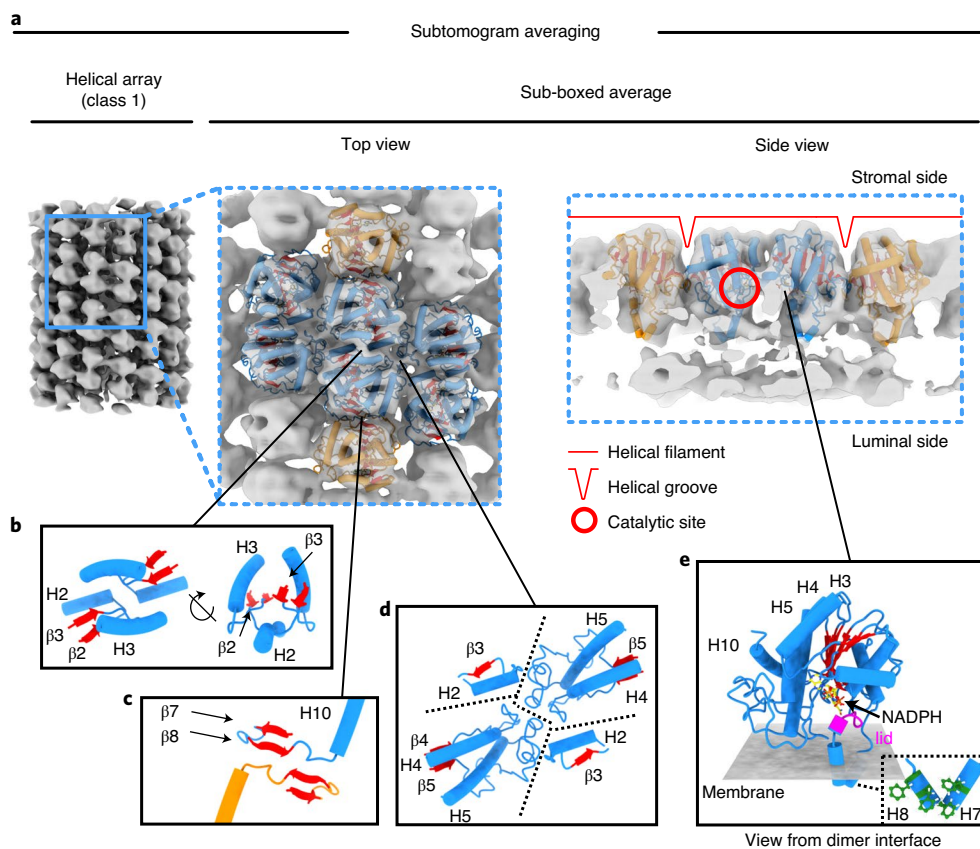 a
Subtomogram averaging
Helical array
(class 1)
Sub-boxed average
Top view
Side view
Stromal side
Luminal side
Helical filament
Helical groove
Catalytic site
b
H2
β3
β2
H3
H3
β3
β2
H2
c
β7
β8
H10
d
H5
β3
β5
H2
H4
β4
H4
β5
H5
H2
β3
e
H3
H4
H5
H10
NADPH
lid
Membrane
H8
H7
View from dimer interface